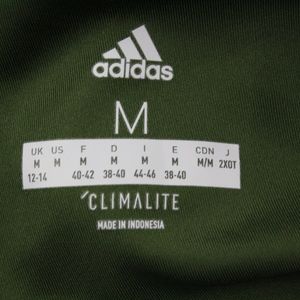 adidas
M
UK US F D I E CDN J
M M M M M M M/M 2XOT
12-14 40-42 38-40 44-46 38-40
CLIMALITE
MADE IN INDONESIA